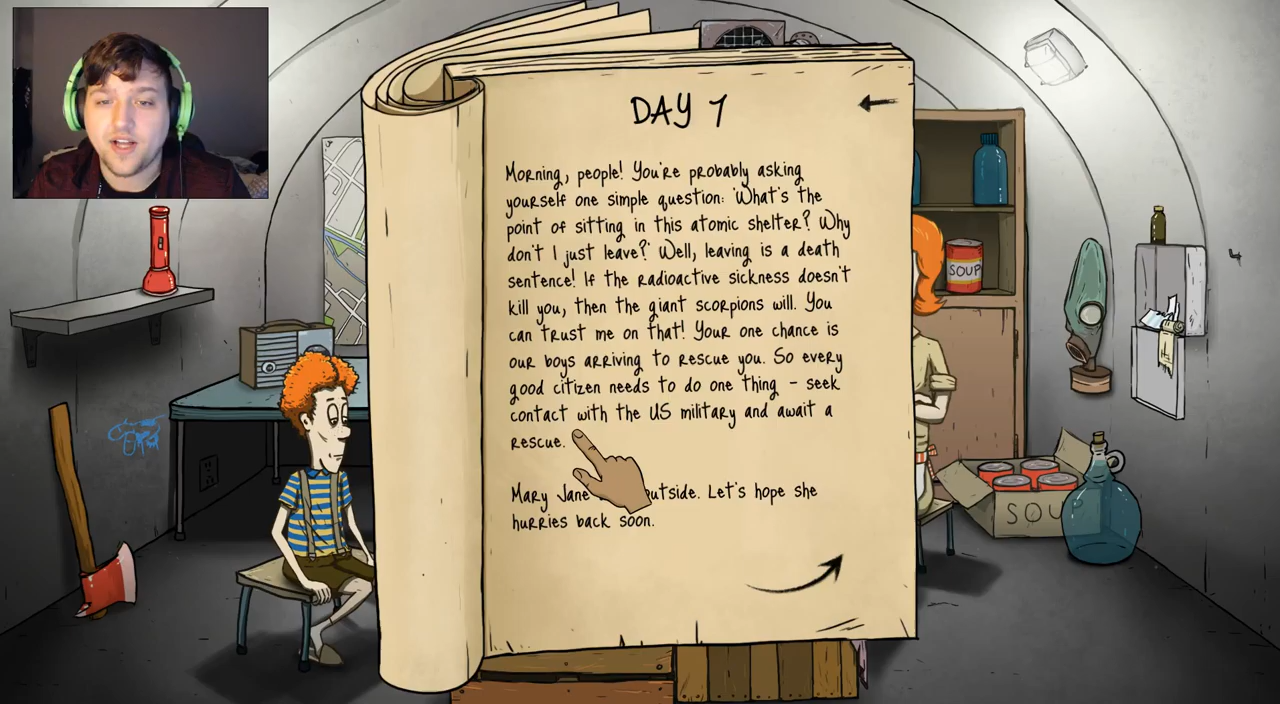 DAY 7
Morning, people! You're probably asking
yourself one simple question: 'What's the
point of sitting in this atomic shelter? Why
don't I just leave?' Well, leaving is a death
sentence! If the radioactive sickness doesn't
kill you, then the giant scorpions will. You
can trust me on that! Your one chance is
our boys arriving to rescue you. So every
good citizen needs to do one thing - seek
contact with the US military and await a
rescue.
Mary Jane outside. Let's hope she
hurries back soon.
SOUP
SOUP